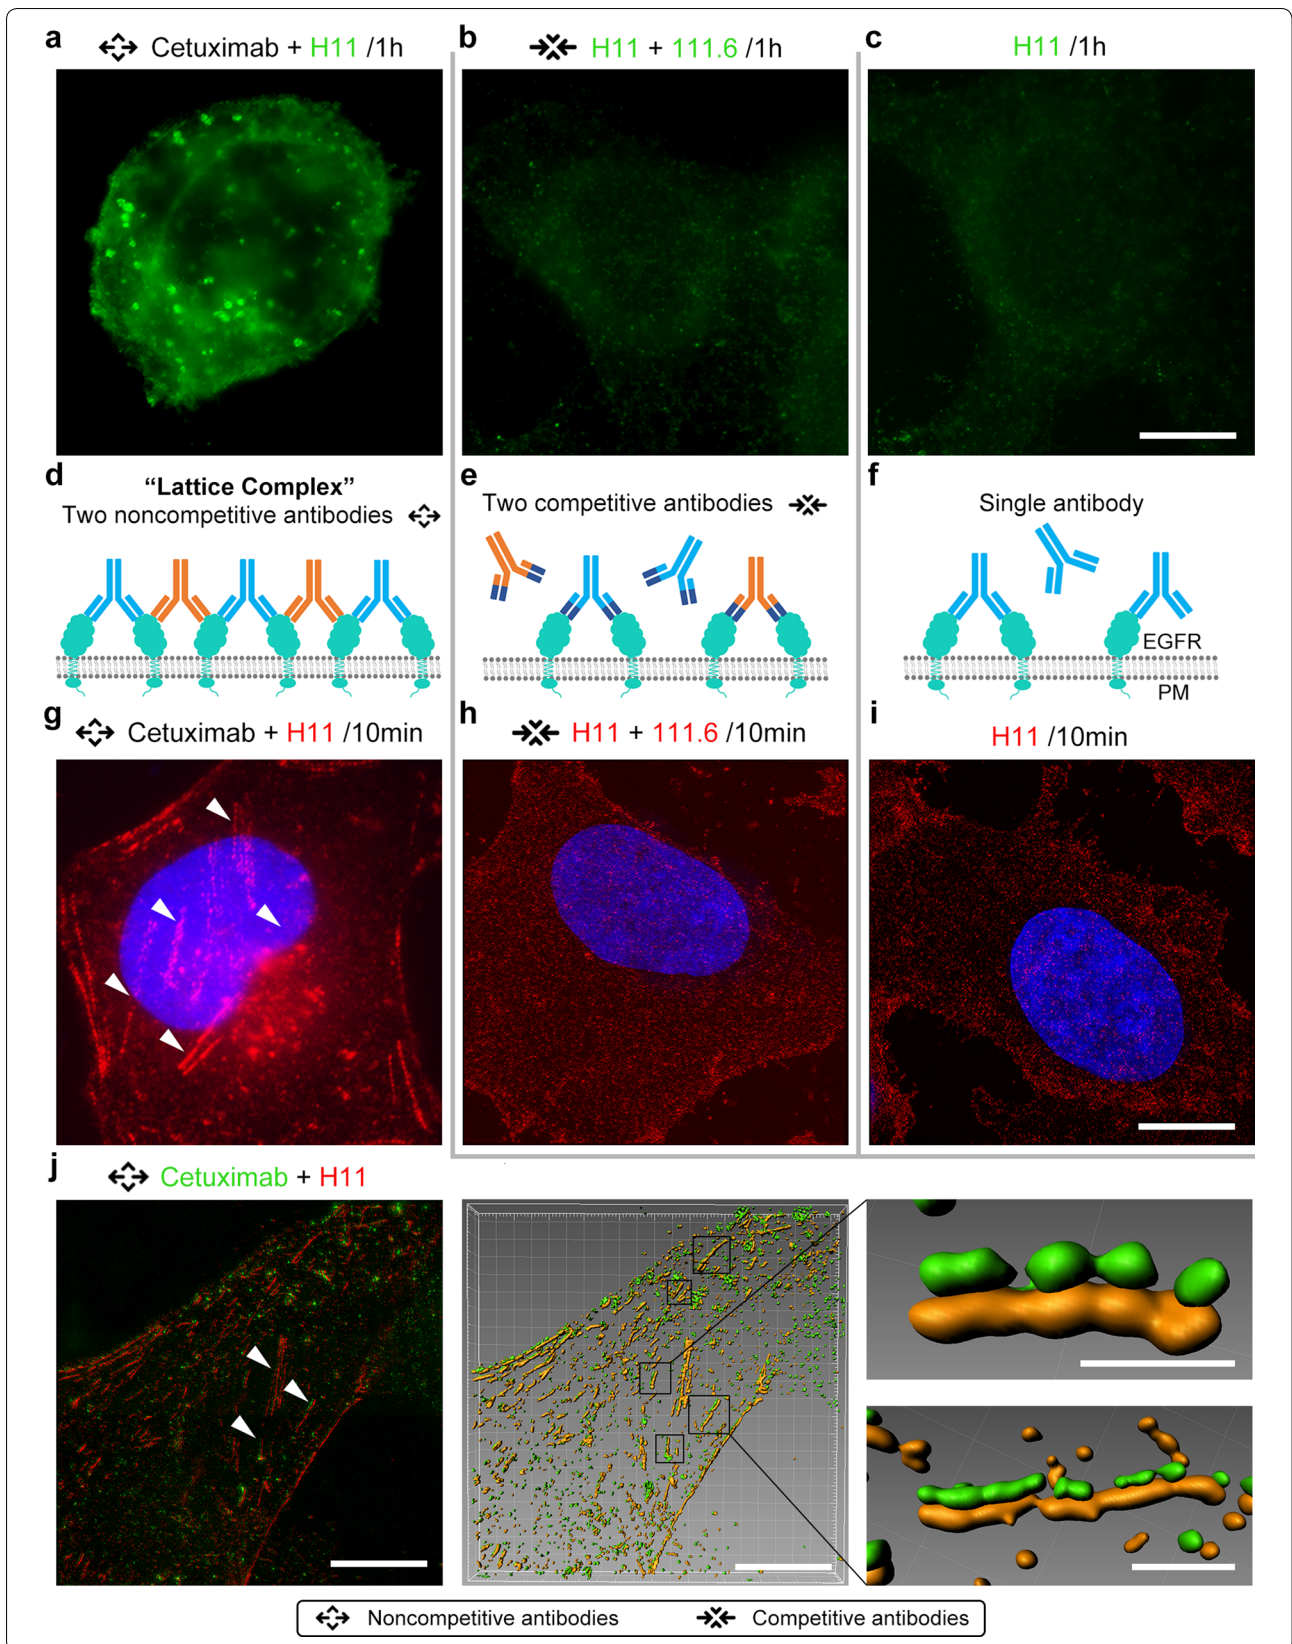 a Cetuximab + H11 /1h
b H11 + 111.6 /1h
c H11 /1h
d “Lattice Complex”
Two noncompetitive antibodies
e Two competitive antibodies
f Single antibody
EGFR
PM
g Cetuximab + H11 /10min
h H11 + 111.6 /10min
i H11 /10min
j Cetuximab + H11
Noncompetitive antibodies
Competitive antibodies